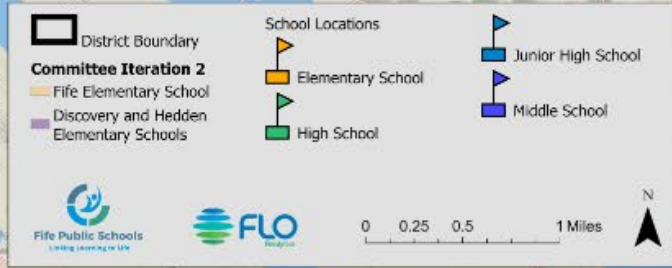 District Boundary
Committee Iteration 2
Fife Elementary School
Discovery and Hedden
Elementary Schools
School Locations
Elementary School
High School
Junior High School
Middle School
Fife Public Schools
Linking Learning to Life
FLO
Analytics
0 0.25 0.5 1 Miles
N